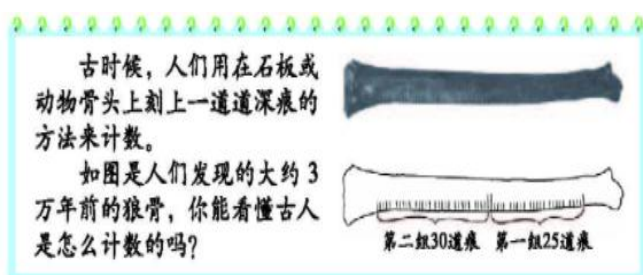 古时候，人们用在石板或
动物骨头上刻上一道道深痕的
方法来计数。
如图是人们发现的大约 3
万年前的狼骨，你能看懂古人
是怎么计数的吗？
第二组30道痕 第一组25道痕